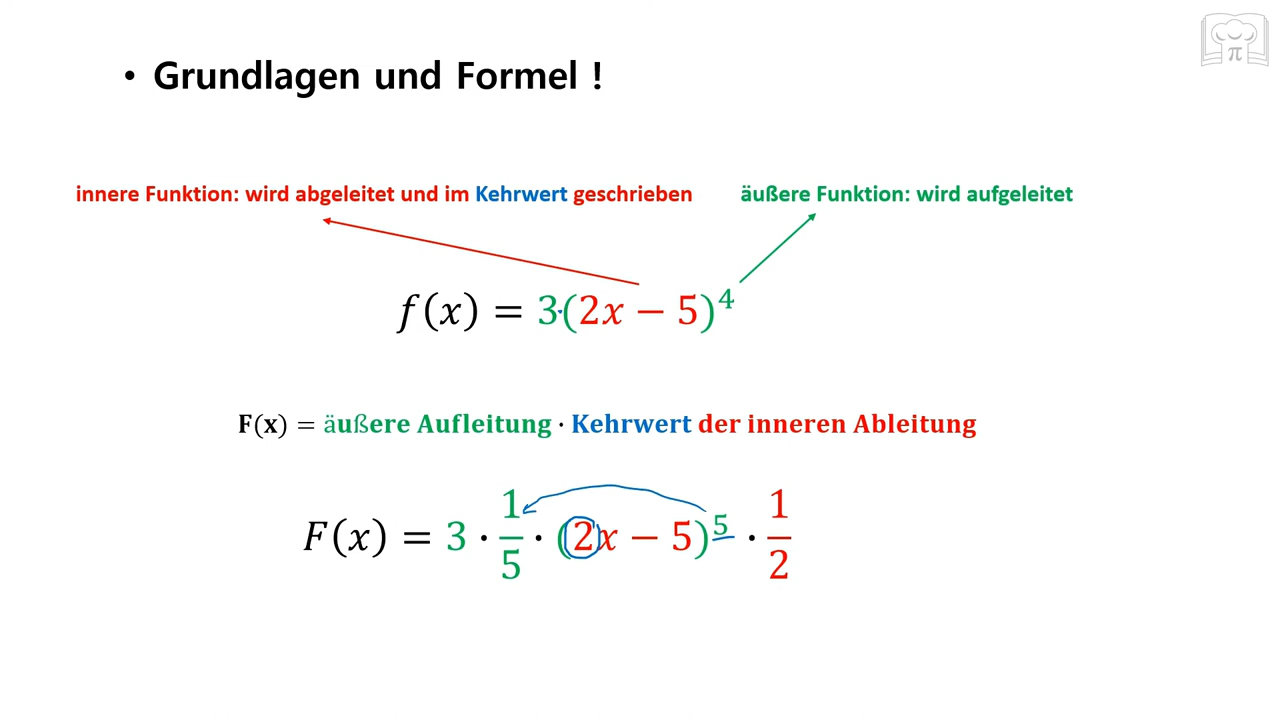 • Grundlagen und Formel !
innere Funktion: wird abgeleitet und im Kehrwert geschrieben
äußere Funktion: wird aufgeleitet
f(x) = 3·(2x − 5)⁴
F(x) = äußere Aufleitung · Kehrwert der inneren Ableitung
F(x) = 3 · 1/5 · (2x − 5)⁵ · 1/2
π